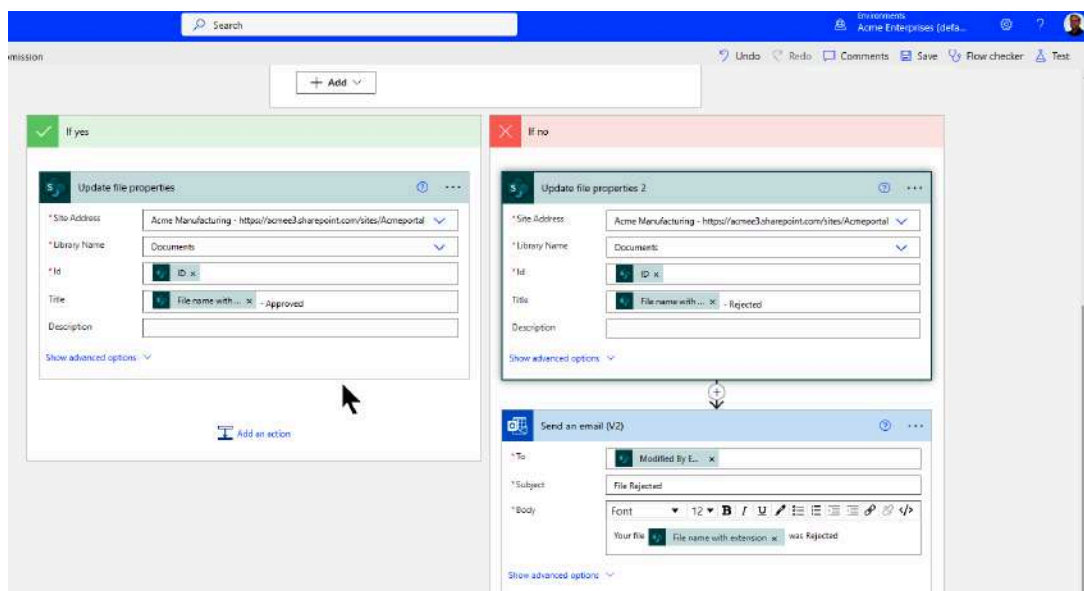 Search
Environments
Acme Enterprises (defa...
mission
Undo
Redo
Comments
Save
Flow checker
Test
+ Add
If yes
Update file properties
* Site Address
Acme Manufacturing - https://acmee3.sharepoint.com/sites/Acmeportal
* Library Name
Documents
* Id
ID ×
Title
File name with ... × - Approved
Description
Show advanced options
Add an action
If no
Update file properties 2
* Site Address
Acme Manufacturing - https://acmee3.sharepoint.com/sites/Acmeportal
* Library Name
Documents
* Id
ID ×
Title
File name with ... × - Rejected
Description
Show advanced options
Send an email (V2)
* To
Modified By E... ×
* Subject
File Rejected
* Body
Font 12 B I U </>
Your file File name with extension × was Rejected
Show advanced options